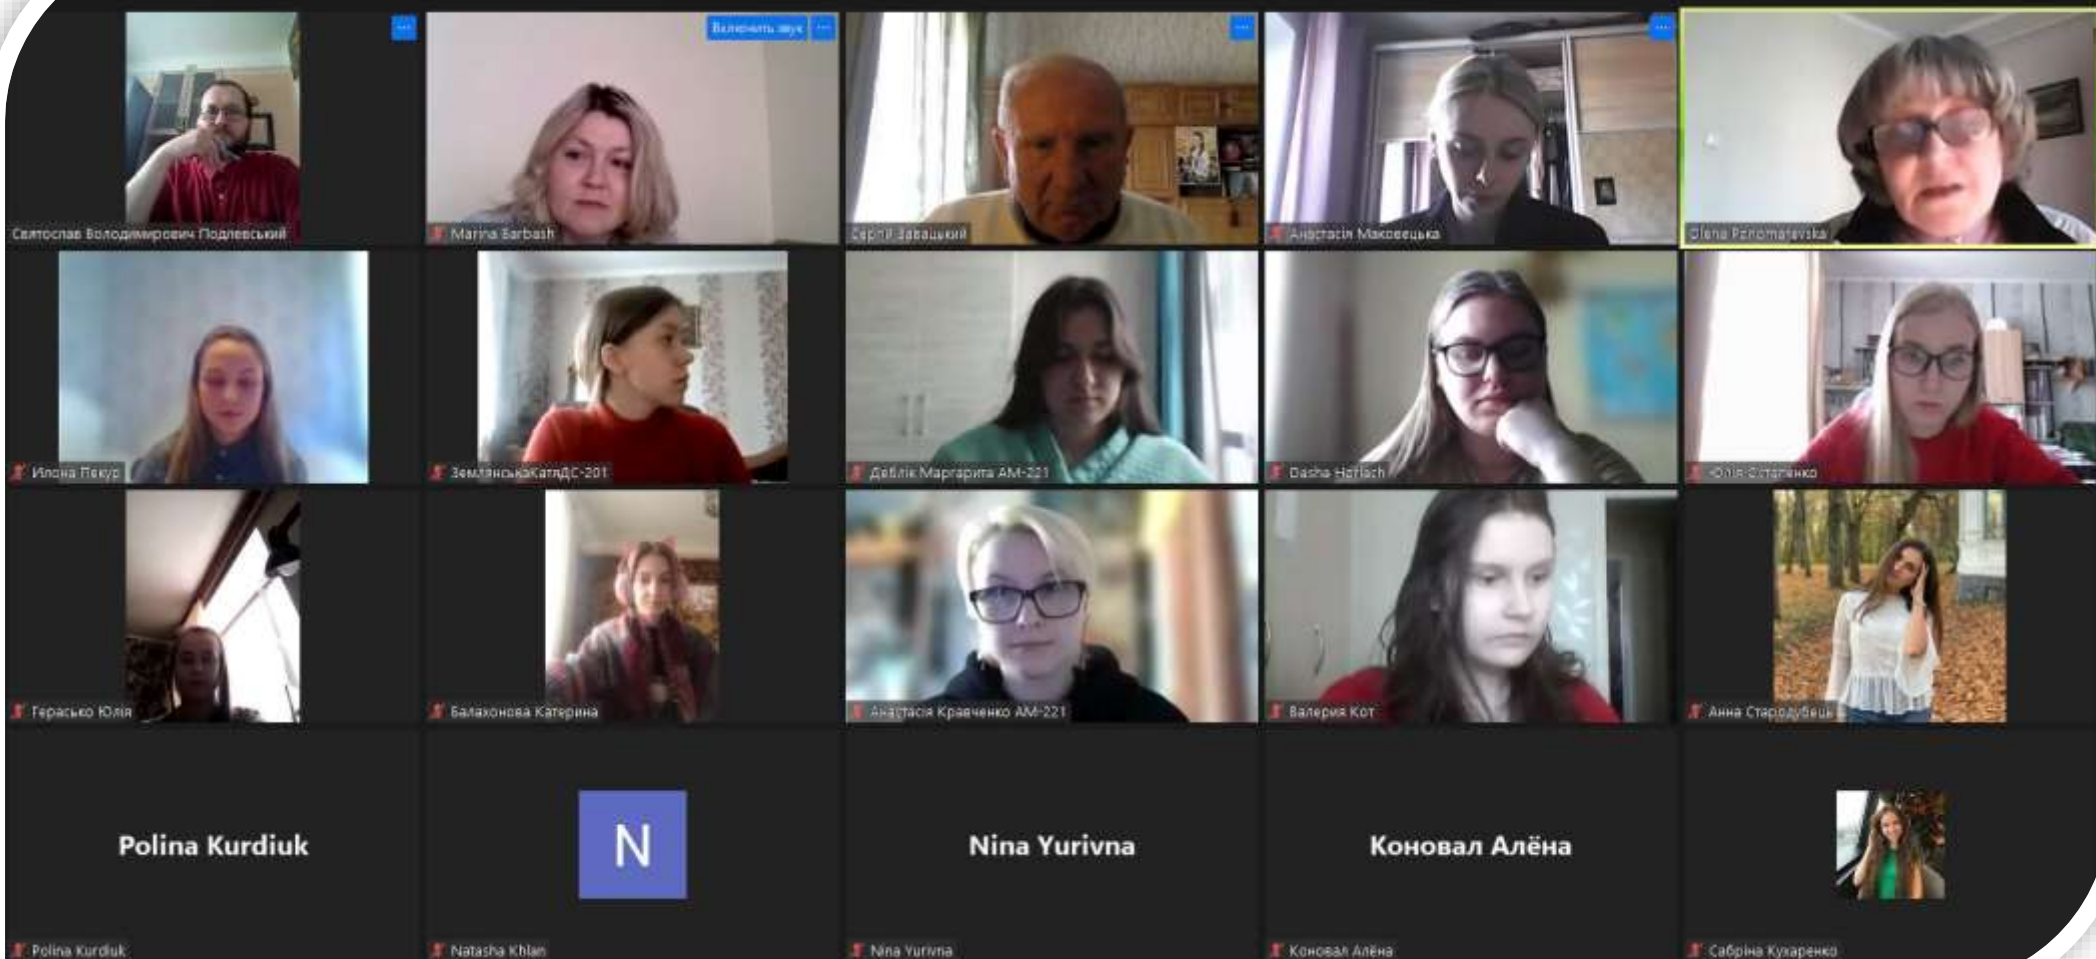 Включить звук
Святослав Володимирович Подлевський
Marina Barbash
Сергій Завацький
Анастасія Маковецька
Olena Ponomarevska
Илона Пекур
ЗемлянськаКатяДС-201
Деблік Маргарита АМ-221
Dasha Horlach
Юлія Остапенко
Герасько Юлія
Балахонова Катерина
Анастасія Кравченко АМ-221
Валерия Кот
Анна Стародубець
Polina Kurdiuk
N
Nina Yurivna
Коновал Алёна
Polina Kurdiuk
Natasha Khlan
Nina Yurivna
Коновал Алёна
Сабріна Кухаренко